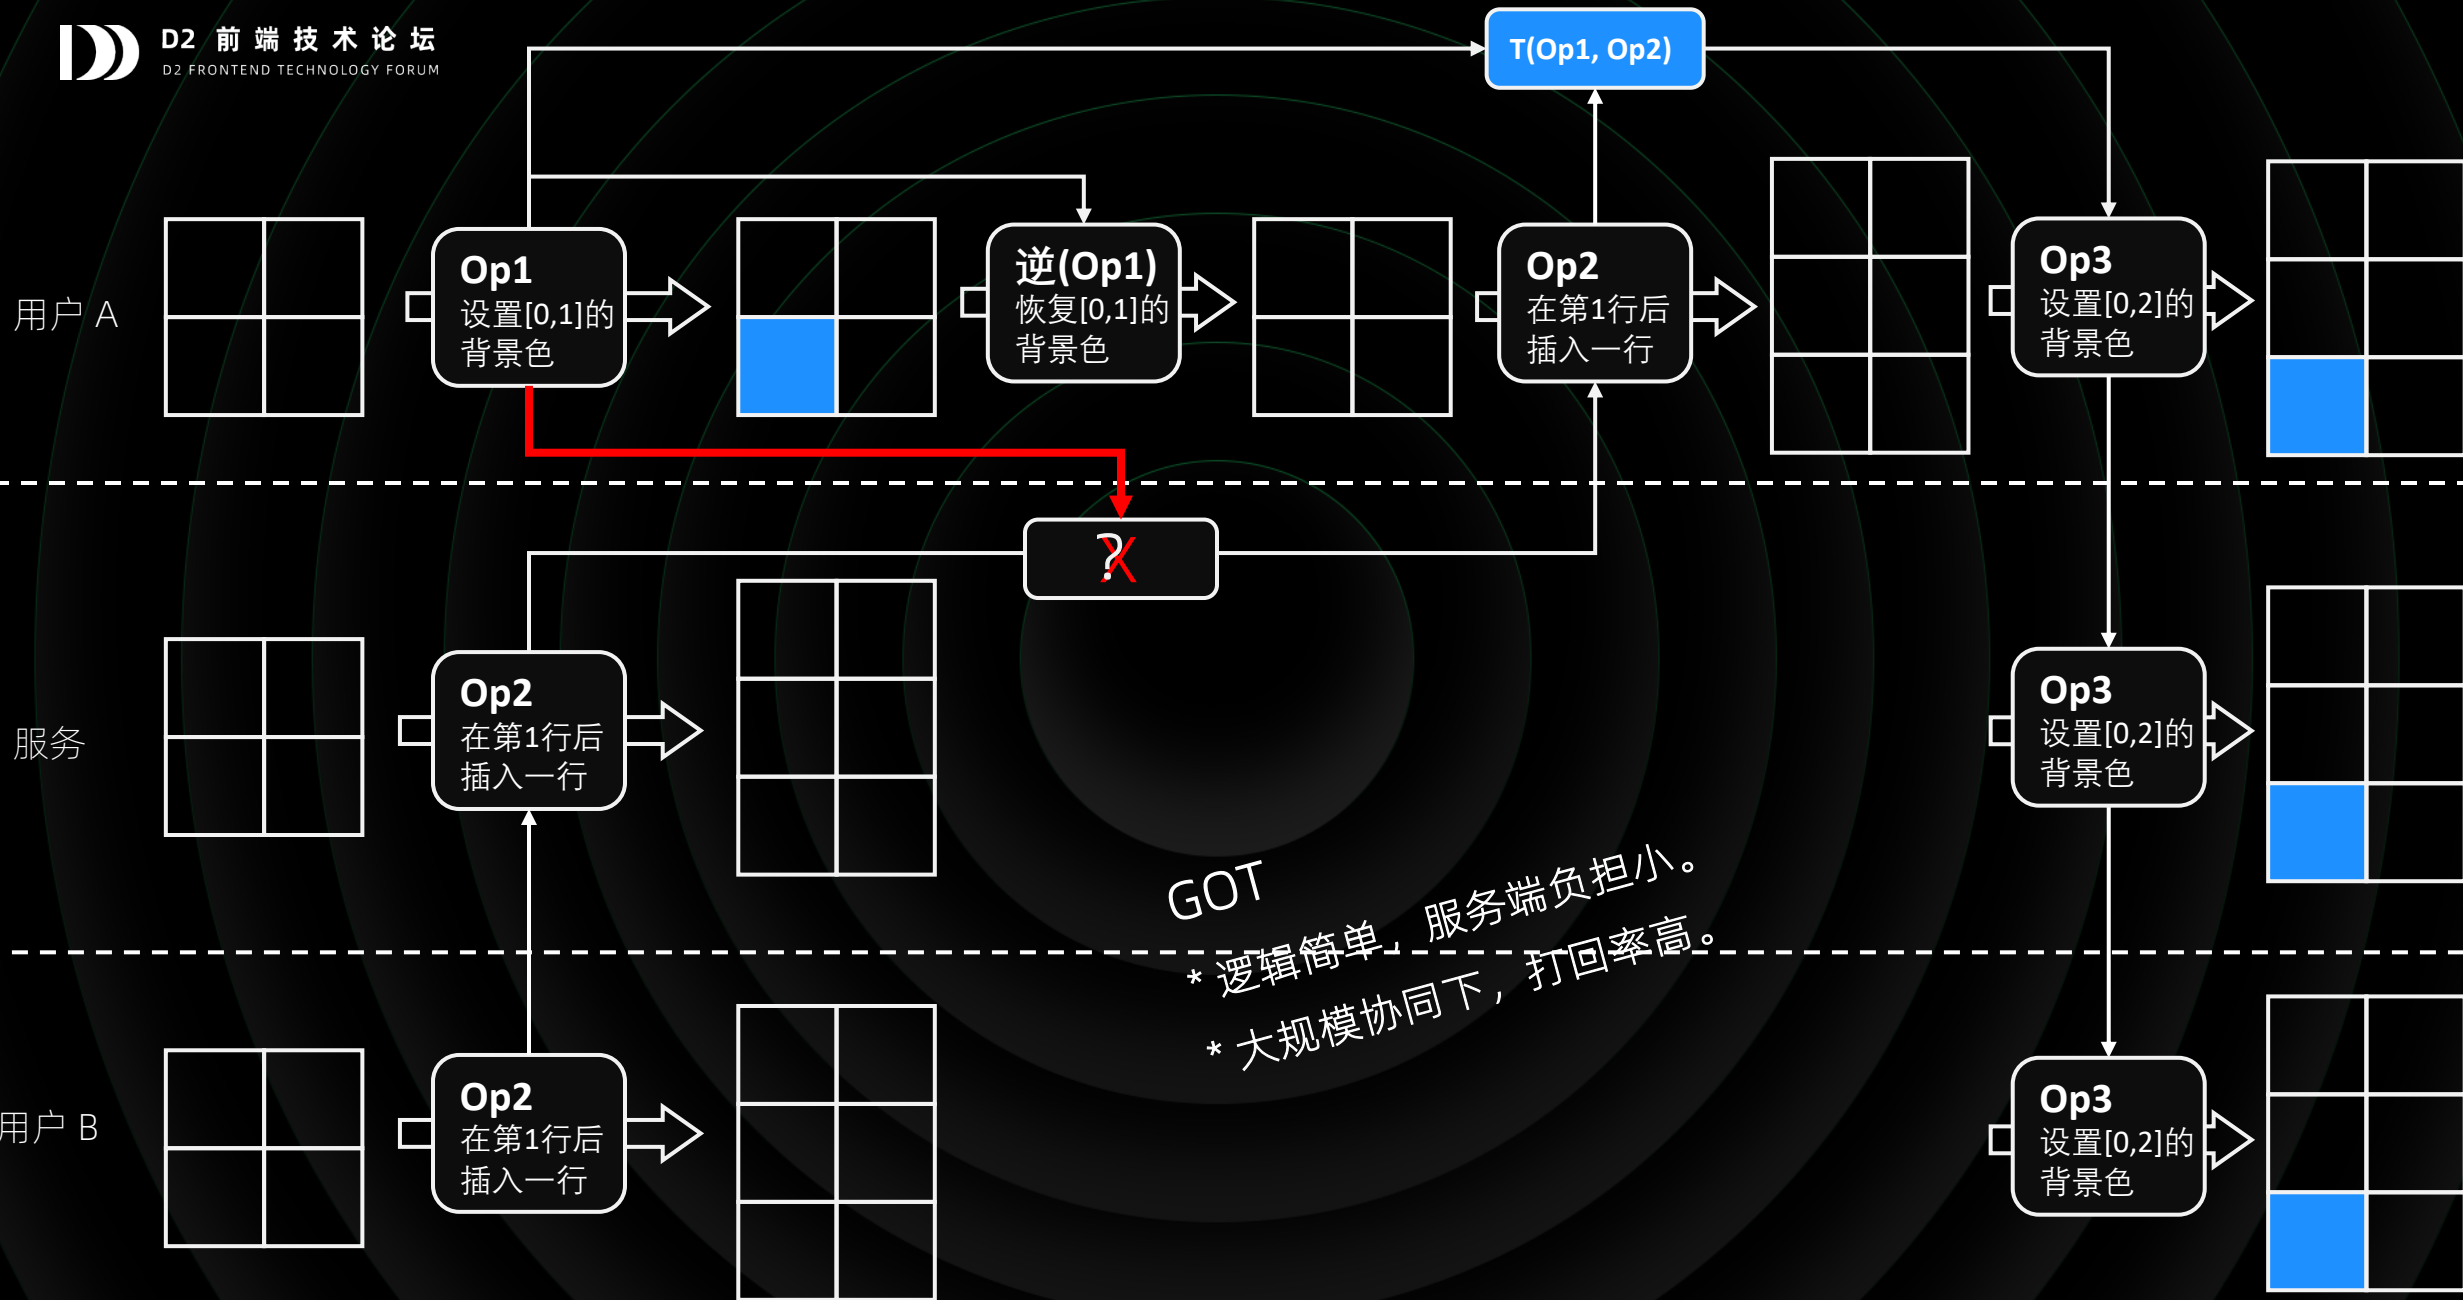 D2 前端技术论坛
D2 FRONTEND TECHNOLOGY FORUM
T(Op1, Op2)
用户 A
Op1
设置[0,1]的
背景色
逆(Op1)
恢复[0,1]的
背景色
Op2
在第1行后
插入一行
Op3
设置[0,2]的
背景色
?
X
服务
Op2
在第1行后
插入一行
Op3
设置[0,2]的
背景色
GOT
* 逻辑简单，服务端负担小。
* 大规模协同下，打回率高。
用户 B
Op2
在第1行后
插入一行
Op3
设置[0,2]的
背景色